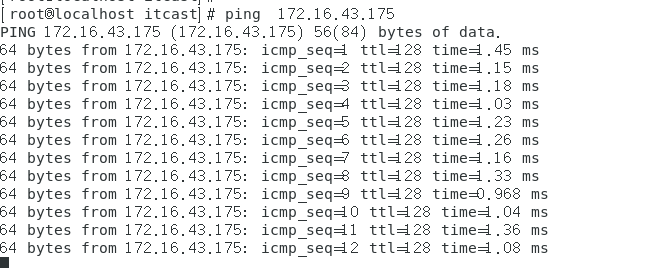 [root@localhost itcast]# ping  172.16.43.175
PING 172.16.43.175 (172.16.43.175) 56(84) bytes of data.
64 bytes from 172.16.43.175: icmp_seq=1 ttl=128 time=1.45 ms
64 bytes from 172.16.43.175: icmp_seq=2 ttl=128 time=1.15 ms
64 bytes from 172.16.43.175: icmp_seq=3 ttl=128 time=1.18 ms
64 bytes from 172.16.43.175: icmp_seq=4 ttl=128 time=1.03 ms
64 bytes from 172.16.43.175: icmp_seq=5 ttl=128 time=1.23 ms
64 bytes from 172.16.43.175: icmp_seq=6 ttl=128 time=1.26 ms
64 bytes from 172.16.43.175: icmp_seq=7 ttl=128 time=1.16 ms
64 bytes from 172.16.43.175: icmp_seq=8 ttl=128 time=1.33 ms
64 bytes from 172.16.43.175: icmp_seq=9 ttl=128 time=0.968 ms
64 bytes from 172.16.43.175: icmp_seq=10 ttl=128 time=1.04 ms
64 bytes from 172.16.43.175: icmp_seq=11 ttl=128 time=1.36 ms
64 bytes from 172.16.43.175: icmp_seq=12 ttl=128 time=1.08 ms